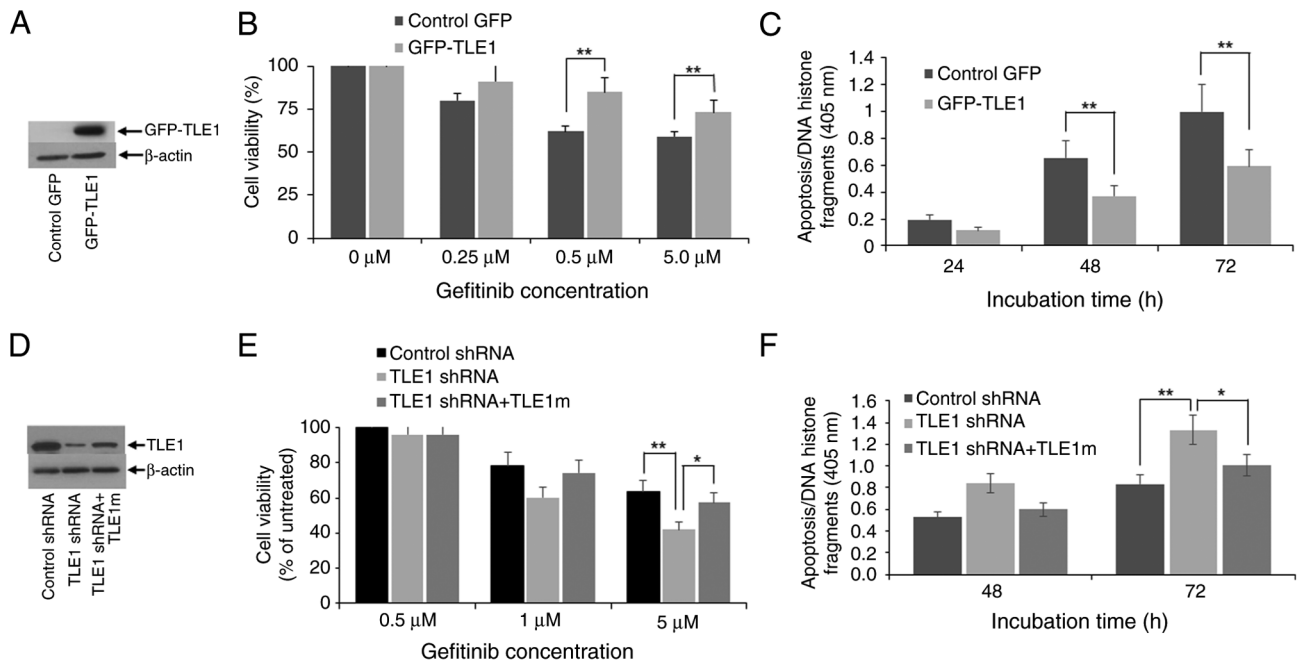 A
GFP-TLE1
β-actin
Control GFP
GFP-TLE1
B
Control GFP
GFP-TLE1
Cell viability (%)
100
75
50
25
0
**
**
0 μM
0.25 μM
0.5 μM
5.0 μM
Gefitinib concentration
C
Control GFP
GFP-TLE1
Apoptosis/DNA histone
fragments (405 nm)
1.4
1.2
1
0.8
0.6
0.4
0.2
0
**
**
24
48
72
Incubation time (h)
D
TLE1
β-actin
Control shRNA
TLE1 shRNA
TLE1 shRNA+
TLE1m
E
Control shRNA
TLE1 shRNA
TLE1 shRNA+TLE1m
Cell viability
(% of untreated)
100
80
60
40
20
0
**
*
0.5 μM
1 μM
5 μM
Gefitinib concentration
F
Control shRNA
TLE1 shRNA
TLE1 shRNA+TLE1m
Apoptosis/DNA histone
fragments (405 nm)
1.6
1.4
1.2
1.0
0.8
0.6
0.4
0.2
0.0
**
*
48
72
Incubation time (h)